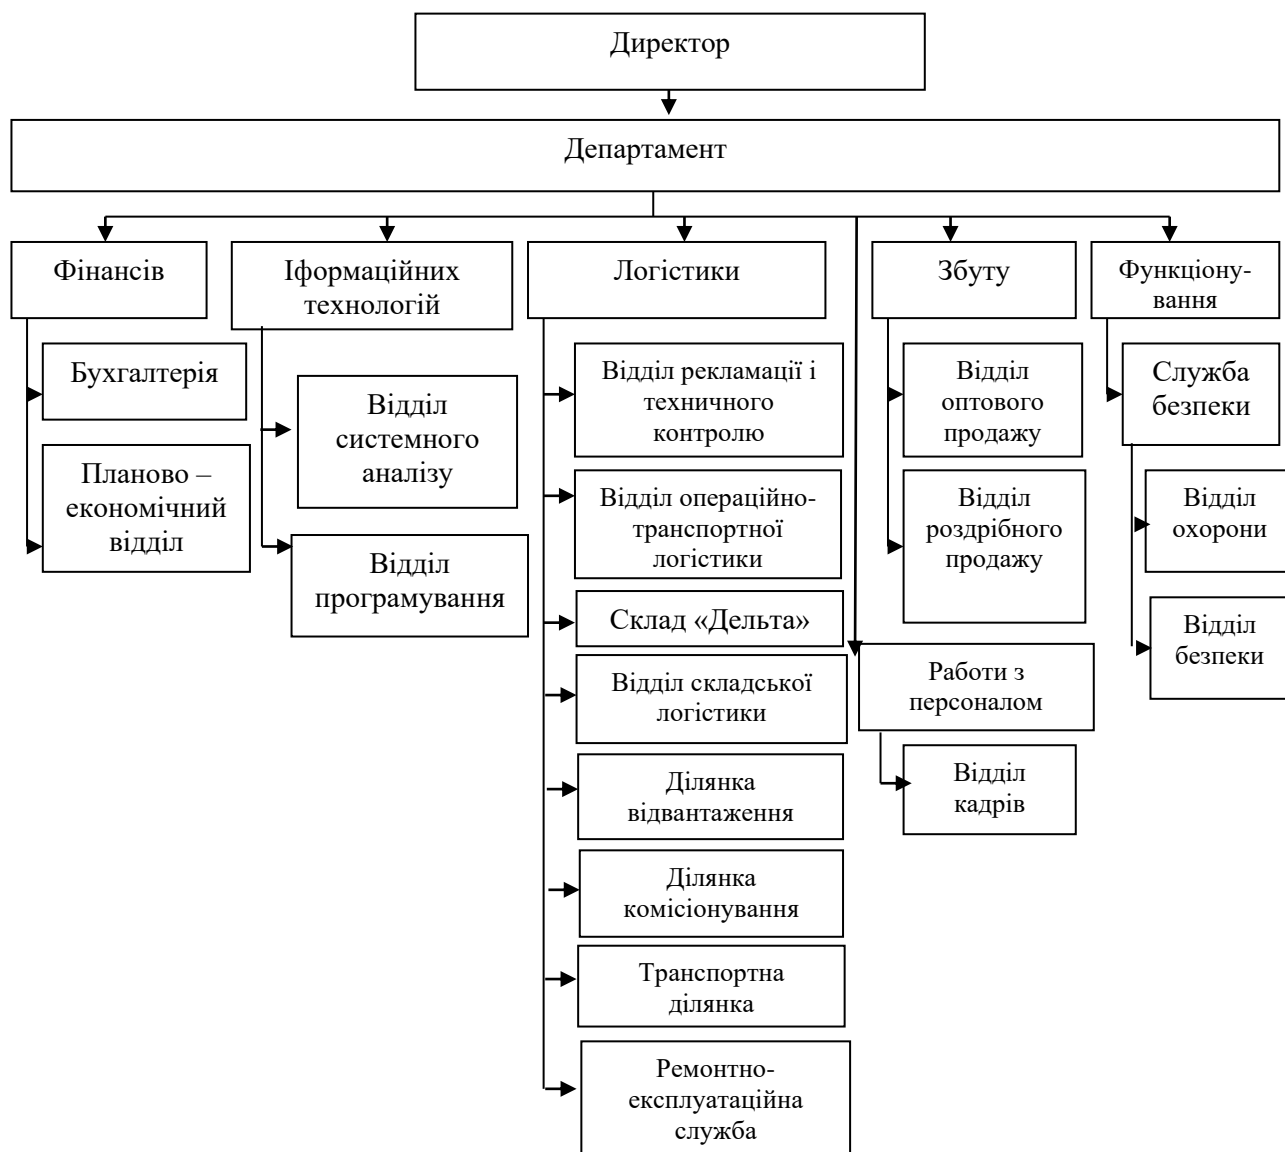 Директор
Департамент
Фінансів
Іформаційних
технологій
Логістики
Збуту
Функціону-
вання
Бухгалтерія
Планово –
економічний
відділ
Відділ
системного
аналізу
Відділ
програмування
Відділ рекламації і
техничного
контролю
Відділ операційно-
транспортної
логістики
Склад «Дельта»
Відділ складської
логістики
Ділянка
відвантаження
Ділянка
комісіонування
Транспортна
ділянка
Ремонтно-
експлуатаційна
служба
Відділ
оптового
продажу
Відділ
роздрібного
продажу
Работи з
персоналом
Відділ
кадрів
Служба
безпеки
Відділ
охорони
Відділ
безпеки